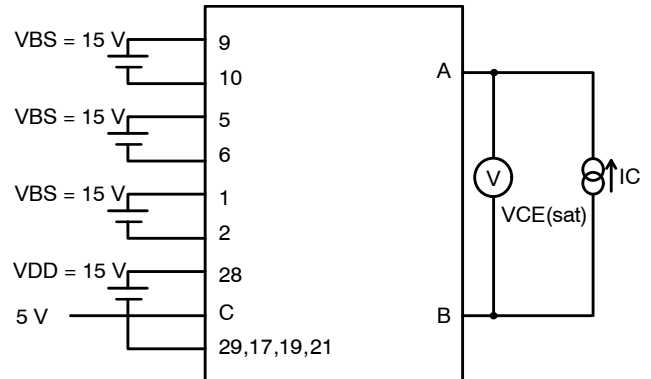 VBS = 15 V
9
10
VBS = 15 V
5
6
VBS = 15 V
1
2
VDD = 15 V
28
5 V
C
29,17,19,21
A
V
IC
VCE(sat)
B